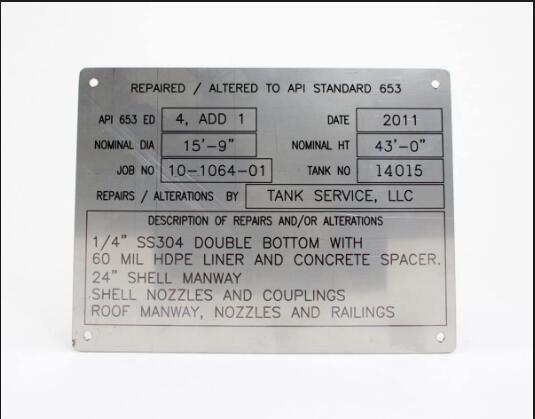 REPAIRED / ALTERED TO API STANDARD 653
API 653 ED 4, ADD 1 DATE 2011
NOMINAL DIA 15'-9" NOMINAL HT 43'-0"
JOB NO 10-1064-01 TANK NO 14015
REPAIRS / ALTERATIONS BY TANK SERVICE, LLC
DESCRIPTION OF REPAIRS AND/OR ALTERATIONS
1/4" SS304 DOUBLE BOTTOM WITH
60 MIL HDPE LINER AND CONCRETE SPACER.
24" SHELL MANWAY
SHELL NOZZLES AND COUPLINGS
ROOF MANWAY, NOZZLES AND RAILINGS